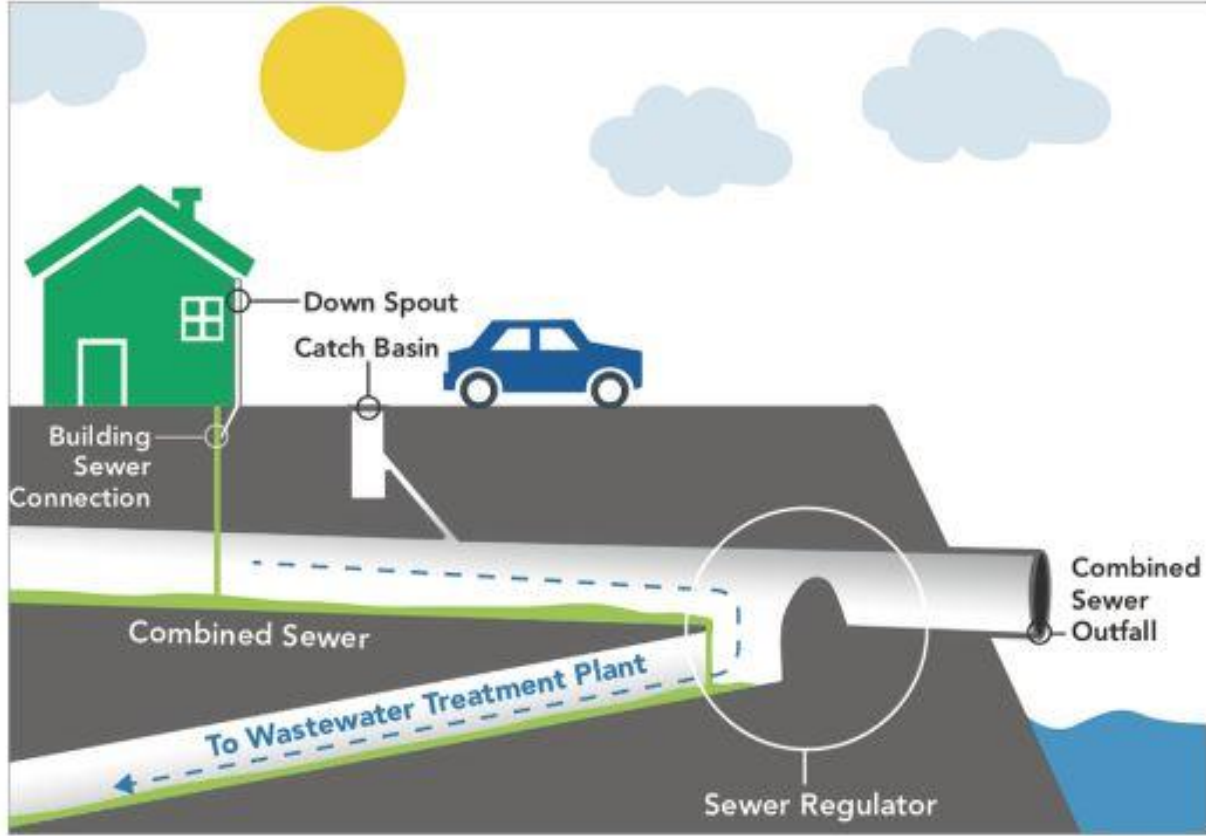 Down Spout
Catch Basin
Building
Sewer
Connection
Combined
Sewer
Outfall
Combined Sewer
To Wastewater Treatment Plant
Sewer Regulator